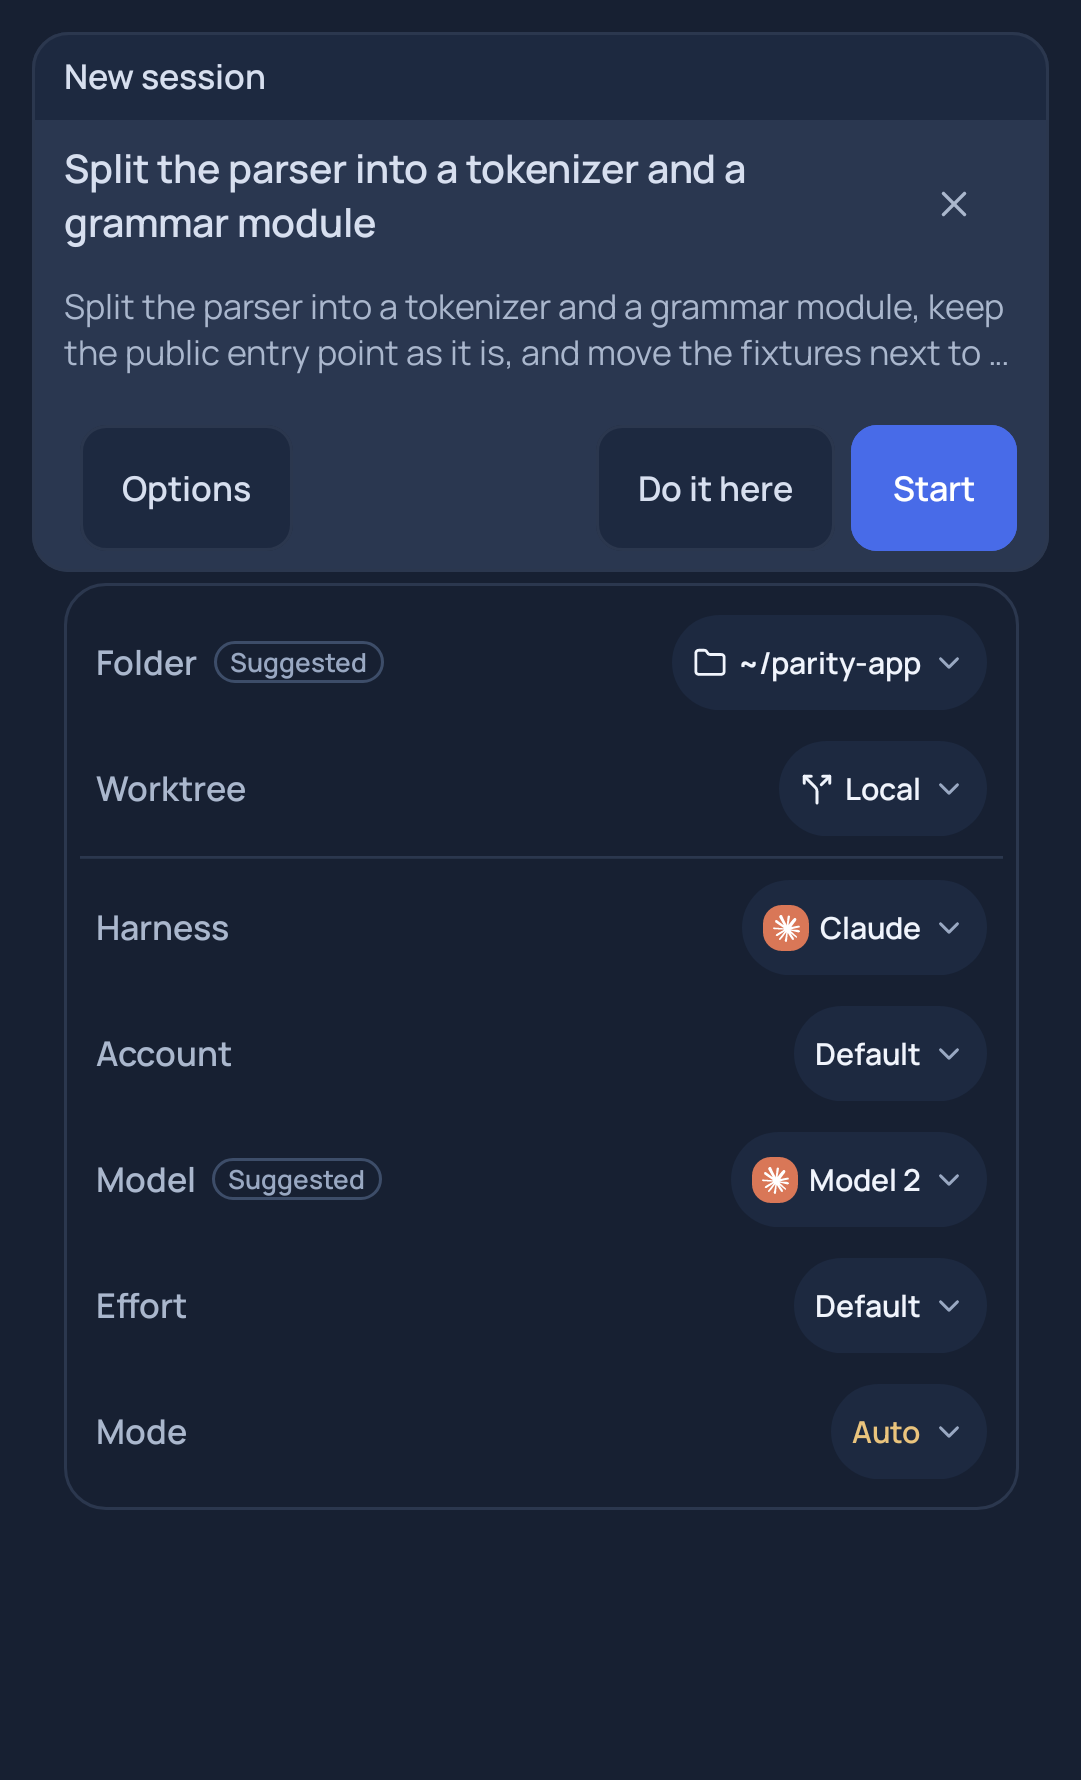 New session
Split the parser into a tokenizer and a
grammar module
Split the parser into a tokenizer and a grammar module, keep
the public entry point as it is, and move the fixtures next to ...
Options
Do it here
Start
Folder
Suggested
~/parity-app
Worktree
Local
Harness
Claude
Account
Default
Model
Suggested
Model 2
Effort
Default
Mode
Auto